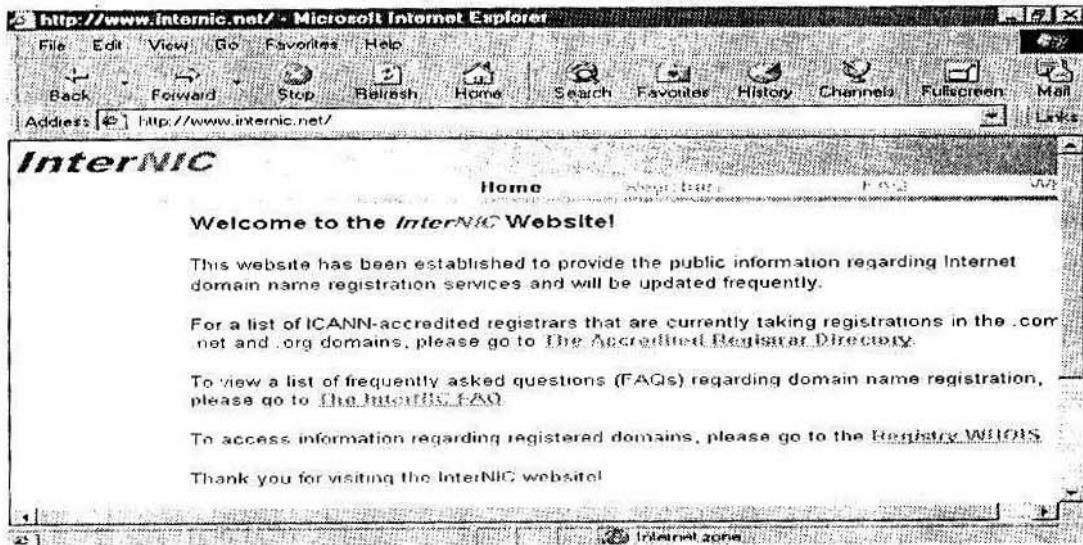 http://www.internic.net/ - Microsoft Internet Explorer
File Edit View Go Favorites Help
Back Forward Stop Refresh Home Search Favorites History Channels Fullscreen Mail
Address http://www.internic.net/ Links
InterNIC
Home Registrars FAQ
Welcome to the InterNIC Website!
This website has been established to provide the public information regarding Internet
domain name registration services and will be updated frequently.
For a list of ICANN-accredited registrars that are currently taking registrations in the .com
.net and .org domains, please go to The Accredited Registrar Directory.
To view a list of frequently asked questions (FAQs) regarding domain name registration,
please go to The InterNIC FAQ
To access information regarding registered domains, please go to the Registry WHOIS
Thank you for visiting the InterNIC website!
Internet zone